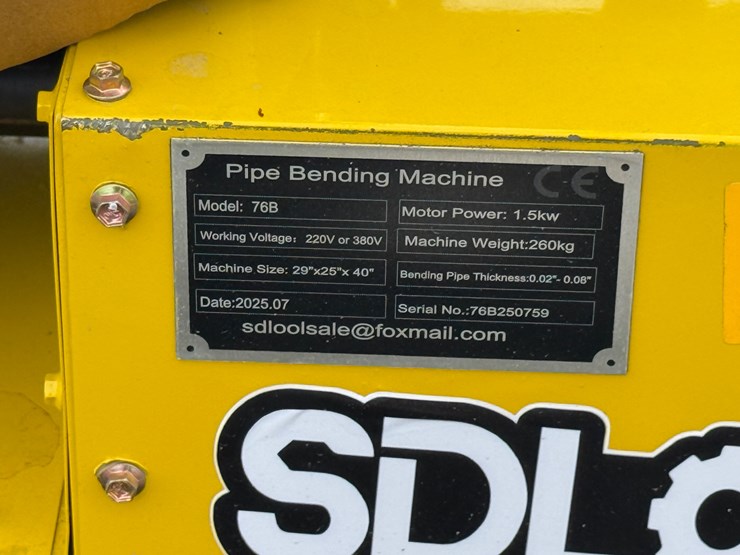 Pipe Bending Machine CE
Model: 76B
Motor Power: 1.5kw
Working Voltage: 220V or 380V
Machine Weight:260kg
Machine Size: 29"x25"x 40"
Bending Pipe Thickness:0.02"- 0.08"
Date:2025.07
Serial No.:76B250759
sdloolsale@foxmail.com
SDL